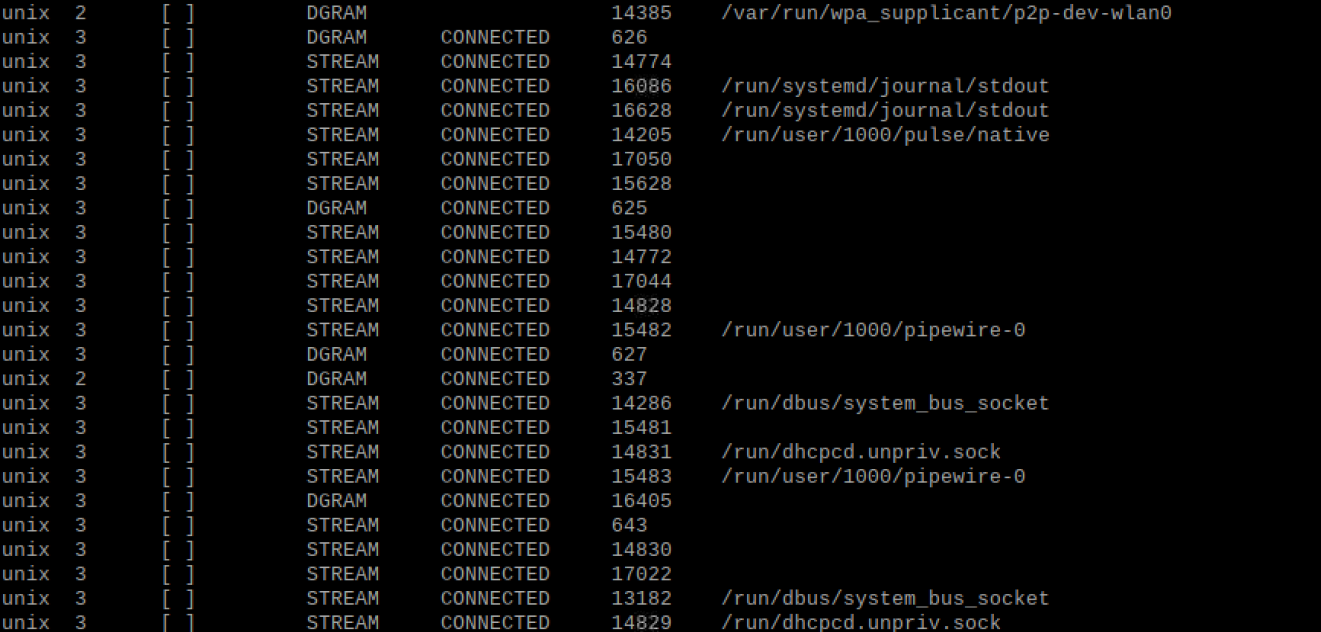 unix  2      [ ]         DGRAM                    14385    /var/run/wpa_supplicant/p2p-dev-wlan0
unix  3      [ ]         DGRAM      CONNECTED     626
unix  3      [ ]         STREAM     CONNECTED     14774
unix  3      [ ]         STREAM     CONNECTED     16086    /run/systemd/journal/stdout
unix  3      [ ]         STREAM     CONNECTED     16628    /run/systemd/journal/stdout
unix  3      [ ]         STREAM     CONNECTED     14205    /run/user/1000/pulse/native
unix  3      [ ]         STREAM     CONNECTED     17050
unix  3      [ ]         STREAM     CONNECTED     15628
unix  3      [ ]         DGRAM      CONNECTED     625
unix  3      [ ]         STREAM     CONNECTED     15480
unix  3      [ ]         STREAM     CONNECTED     14772
unix  3      [ ]         STREAM     CONNECTED     17044
unix  3      [ ]         STREAM     CONNECTED     14828
unix  3      [ ]         STREAM     CONNECTED     15482    /run/user/1000/pipewire-0
unix  3      [ ]         DGRAM      CONNECTED     627
unix  2      [ ]         DGRAM      CONNECTED     337
unix  3      [ ]         STREAM     CONNECTED     14286    /run/dbus/system_bus_socket
unix  3      [ ]         STREAM     CONNECTED     15481
unix  3      [ ]         STREAM     CONNECTED     14831    /run/dhcpcd.unpriv.sock
unix  3      [ ]         STREAM     CONNECTED     15483    /run/user/1000/pipewire-0
unix  3      [ ]         DGRAM      CONNECTED     16405
unix  3      [ ]         STREAM     CONNECTED     643
unix  3      [ ]         STREAM     CONNECTED     14830
unix  3      [ ]         STREAM     CONNECTED     17022
unix  3      [ ]         STREAM     CONNECTED     13182    /run/dbus/system_bus_socket
unix  3      [ ]         STREAM     CONNECTED     14829    /run/dhcpcd.unpriv.sock